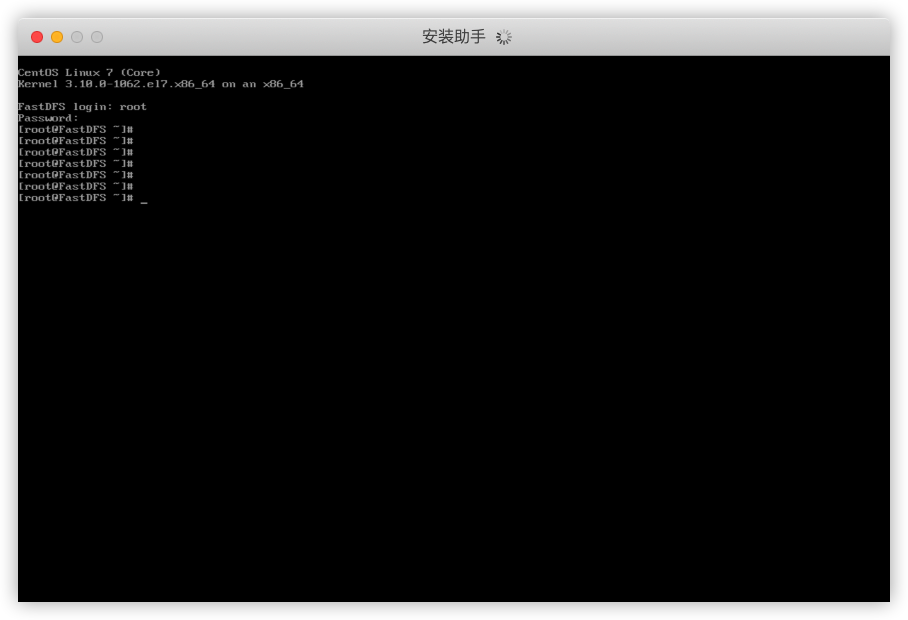 安装助手
CentOS Linux 7 (Core)
Kernel 3.10.0-1062.el7.x86_64 on an x86_64
FastDFS login: root
Password:
[root@FastDFS ~]#
[root@FastDFS ~]#
[root@FastDFS ~]#
[root@FastDFS ~]#
[root@FastDFS ~]#
[root@FastDFS ~]#
[root@FastDFS ~]# _